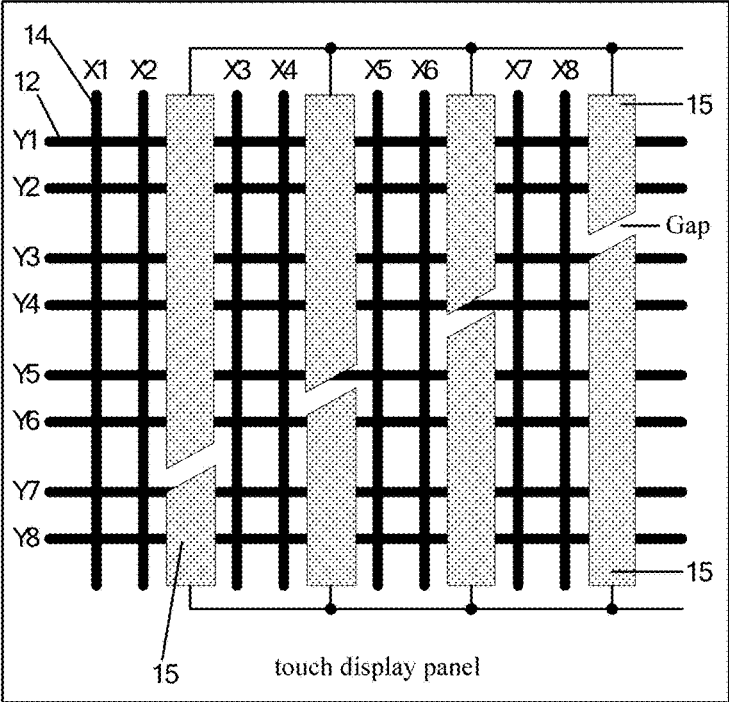 14
X1 X2 X3 X4 X5 X6 X7 X8
12
15
Y1
Y2
Gap
Y3
Y4
Y5
Y6
Y7
Y8
15
15
touch display panel